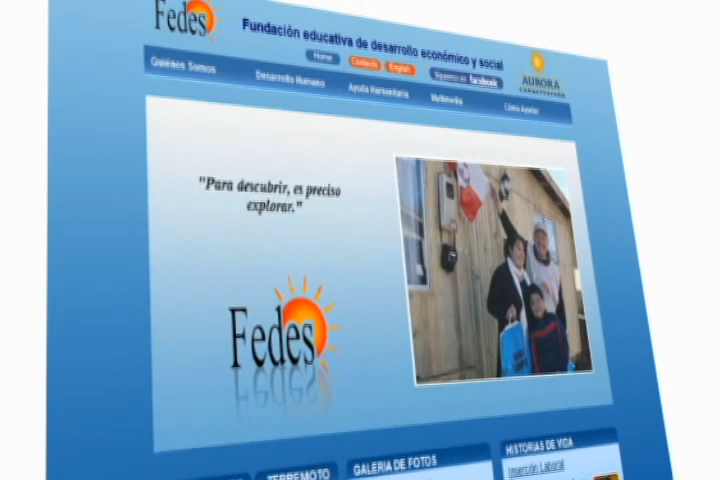 Fedes
Fundación educativa de desarrollo económico y social
Home
Contacto
English
Síguenos en facebook
AURORA
CAPACITACIÓN
Quiénes Somos
Desarrollo Humano
Ayuda Humanitaria
Multimedia
Cómo Ayudar
"Para descubrir, es preciso
explorar."
Fedes
TERREMOTO
GALERIA DE FOTOS
HISTORIAS DE VIDA
Inserción Laboral